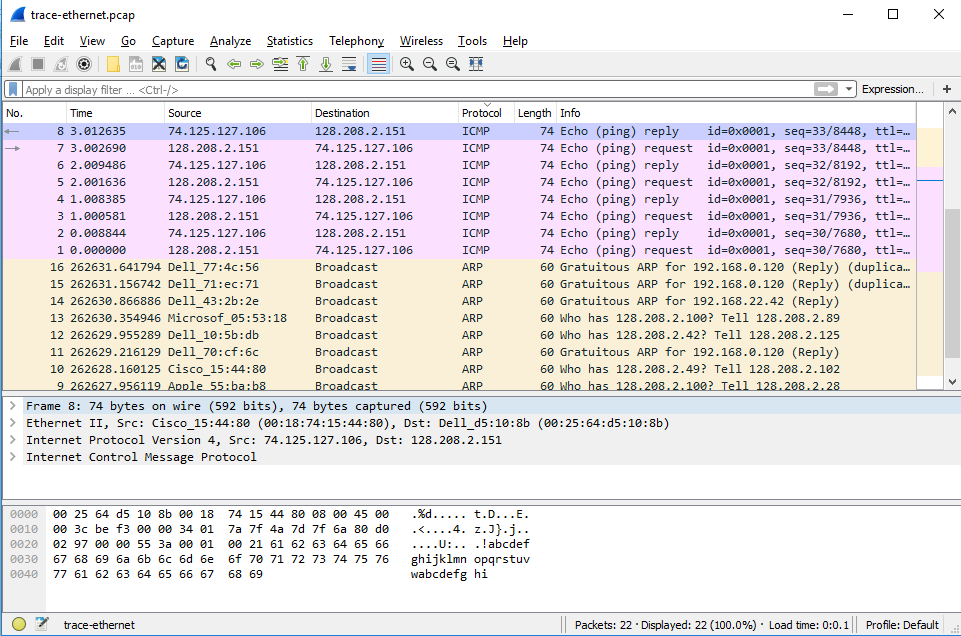 trace-ethernet.pcap
File Edit View Go Capture Analyze Statistics Telephony Wireless Tools Help
Apply a display filter ... <Ctrl-/> Expression... +
No. Time Source Destination Protocol Length Info
8 3.012635 74.125.127.106 128.208.2.151 ICMP 74 Echo (ping) reply id=0x0001, seq=33/8448, ttl=…
7 3.002690 128.208.2.151 74.125.127.106 ICMP 74 Echo (ping) request id=0x0001, seq=33/8448, ttl=…
6 2.009486 74.125.127.106 128.208.2.151 ICMP 74 Echo (ping) reply id=0x0001, seq=32/8192, ttl=…
5 2.001636 128.208.2.151 74.125.127.106 ICMP 74 Echo (ping) request id=0x0001, seq=32/8192, ttl=…
4 1.008385 74.125.127.106 128.208.2.151 ICMP 74 Echo (ping) reply id=0x0001, seq=31/7936, ttl=…
3 1.000581 128.208.2.151 74.125.127.106 ICMP 74 Echo (ping) request id=0x0001, seq=31/7936, ttl=…
2 0.008844 74.125.127.106 128.208.2.151 ICMP 74 Echo (ping) reply id=0x0001, seq=30/7680, ttl=…
1 0.000000 128.208.2.151 74.125.127.106 ICMP 74 Echo (ping) request id=0x0001, seq=30/7680, ttl=…
16 262631.641794 Dell_77:4c:56 Broadcast ARP 60 Gratuitous ARP for 192.168.0.120 (Reply) (duplica…
15 262631.156742 Dell_71:ec:71 Broadcast ARP 60 Gratuitous ARP for 192.168.0.120 (Reply) (duplica…
14 262630.866886 Dell_43:2b:2e Broadcast ARP 60 Gratuitous ARP for 192.168.22.42 (Reply)
13 262630.354946 Microsof_05:53:18 Broadcast ARP 60 Who has 128.208.2.100? Tell 128.208.2.89
12 262629.955289 Dell_10:5b:db Broadcast ARP 60 Who has 128.208.2.42? Tell 128.208.2.125
11 262629.216129 Dell_70:cf:6c Broadcast ARP 60 Gratuitous ARP for 192.168.0.120 (Reply)
10 262628.160125 Cisco_15:44:80 Broadcast ARP 60 Who has 128.208.2.49? Tell 128.208.2.102
9 262627.956119 Apple_55:ba:b8 Broadcast ARP 60 Who has 128.208.2.100? Tell 128.208.2.28
Frame 8: 74 bytes on wire (592 bits), 74 bytes captured (592 bits)
Ethernet II, Src: Cisco_15:44:80 (00:18:74:15:44:80), Dst: Dell_d5:10:8b (00:25:64:d5:10:8b)
Internet Protocol Version 4, Src: 74.125.127.106, Dst: 128.208.2.151
Internet Control Message Protocol
0000 00 25 64 d5 10 8b 00 18 74 15 44 80 08 00 45 00 .%d..... t.D...E.
0010 00 3c be f3 00 00 34 01 7a 7f 4a 7d 7f 6a 80 d0 .<....4. z.J}.j..
0020 02 97 00 00 55 3a 00 01 00 21 61 62 63 64 65 66 ....U:.. .!abcdef
0030 67 68 69 6a 6b 6c 6d 6e 6f 70 71 72 73 74 75 76 ghijklmn opqrstuv
0040 77 61 62 63 64 65 66 67 68 69 wabcdefg hi
trace-ethernet Packets: 22 · Displayed: 22 (100.0%) · Load time: 0:0.1 Profile: Default